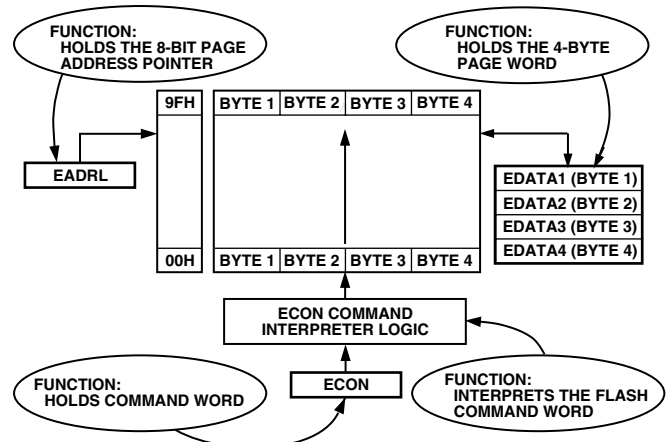 FUNCTION:
HOLDS THE 8-BIT PAGE
ADDRESS POINTER
FUNCTION:
HOLDS THE 4-BYTE
PAGE WORD
9FH
BYTE 1 BYTE 2 BYTE 3 BYTE 4
EADRL
EDATA1 (BYTE 1)
EDATA2 (BYTE 2)
EDATA3 (BYTE 3)
EDATA4 (BYTE 4)
00H
BYTE 1 BYTE 2 BYTE 3 BYTE 4
ECON COMMAND
INTERPRETER LOGIC
FUNCTION:
HOLDS COMMAND WORD
ECON
FUNCTION:
INTERPRETS THE FLASH
COMMAND WORD